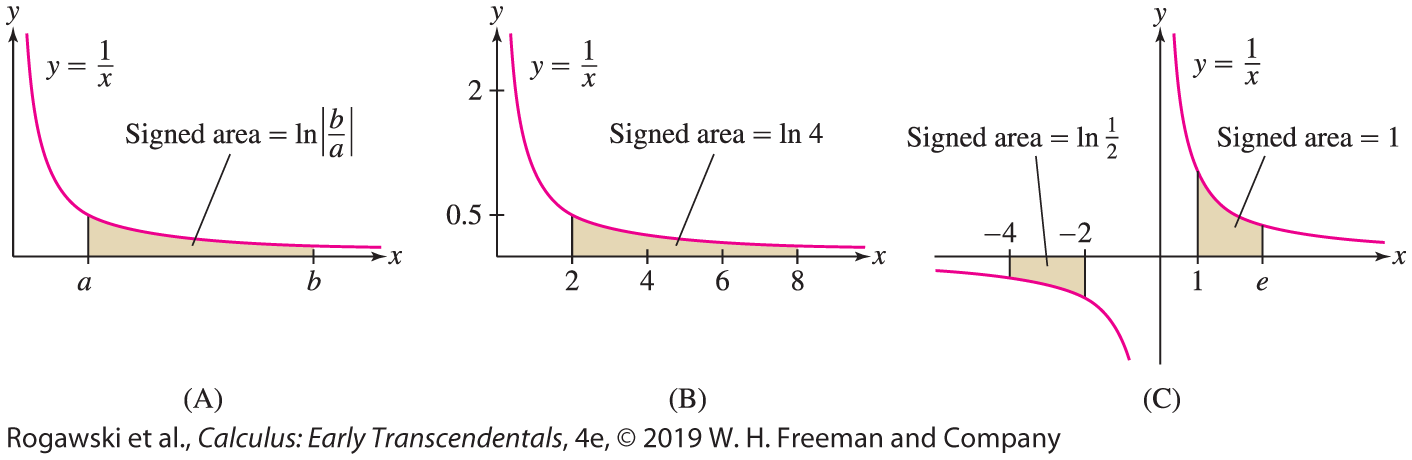 y
y = 1/x
Signed area = ln|b/a|
a
b
x
(A)
y
y = 1/x
2
Signed area = ln 4
0.5
2
4
6
8
x
(B)
y
y = 1/x
Signed area = ln 1/2
Signed area = 1
−4
−2
1
e
x
(C)
Rogawski et al., Calculus: Early Transcendentals, 4e, © 2019 W. H. Freeman and Company